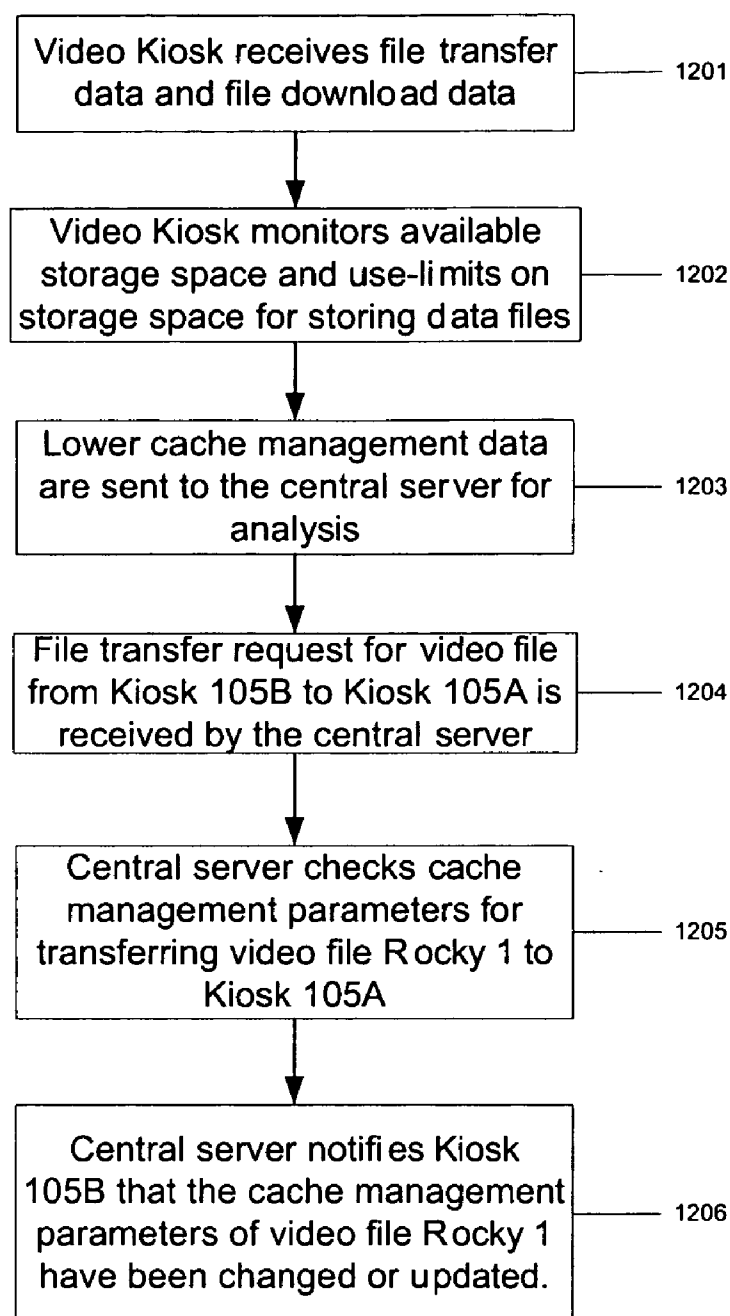 Video Kiosk receives file transfer
data and file download data
1201
Video Kiosk monitors available
storage space and use-limits on
storage space for storing data files
1202
Lower cache management data
are sent to the central server for
analysis
1203
File transfer request for video file
from Kiosk 105B to Kiosk 105A is
received by the central server
1204
Central server checks cache
management parameters for
transferring video file Rocky 1 to
Kiosk 105A
1205
Central server notifies Kiosk
105B that the cache management
parameters of video file Rocky 1
have been changed or updated.
1206